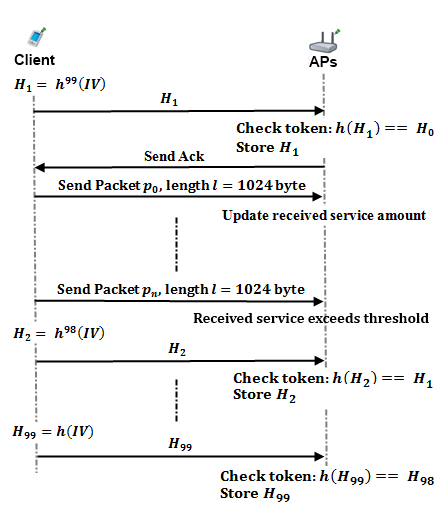 Client
APs
H₁ = h⁹⁹(IV)
H₁
Check token: h(H₁) == H₀
Store H₁
Send Ack
Send Packet p₀, length l = 1024 byte
Update received service amount
Send Packet pₙ, length l = 1024 byte
Received service exceeds threshold
H₂ = h⁹⁸(IV)
H₂
Check token: h(H₂) == H₁
Store H₂
H₉₉ = h(IV)
H₉₉
Check token: h(H₉₉) == H₉₈
Store H₉₉